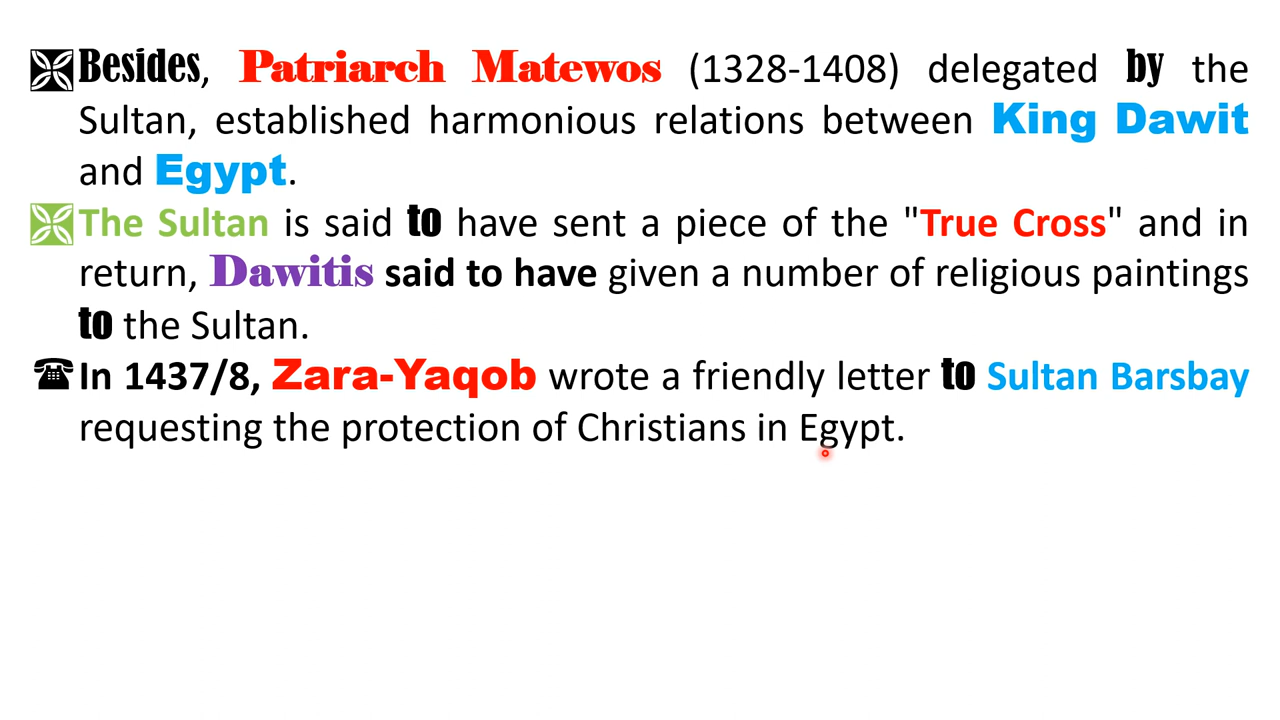 Besides, Patriarch Matewos (1328-1408) delegated by the
Sultan, established harmonious relations between King Dawit
and Egypt.
The Sultan is said to have sent a piece of the "True Cross" and in
return, Dawitis said to have given a number of religious paintings
to the Sultan.
In 1437/8, Zara-Yaqob wrote a friendly letter to Sultan Barsbay
requesting the protection of Christians in Egypt.